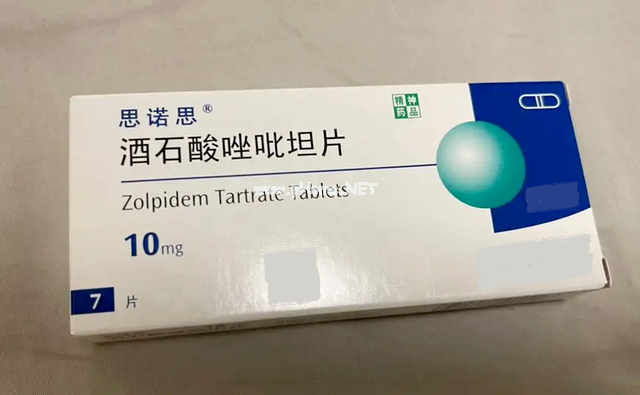 思诺思®
精神
药品
酒石酸唑吡坦片
Zolpidem Tartrate Tablets
10mg
7 片